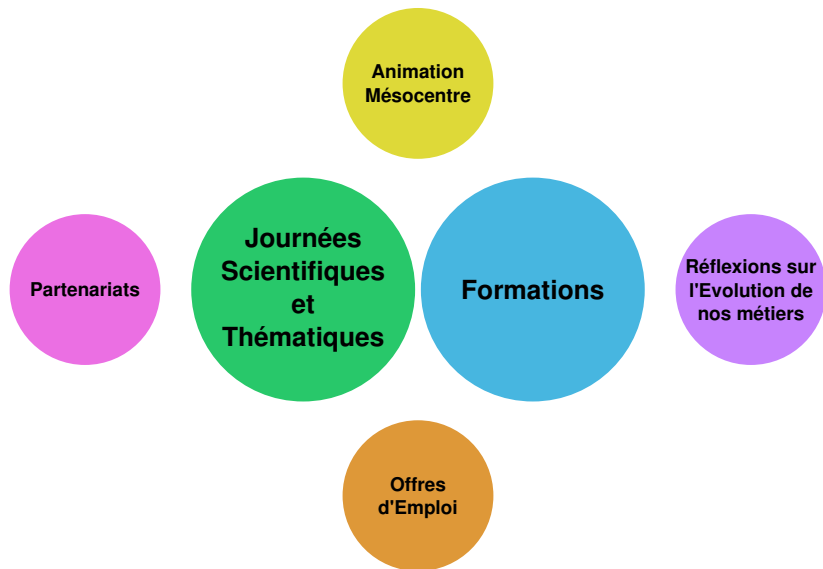 Animation
Mésocentre
Journées
Scientifiques
et
Thématiques
Formations
Partenariats
Réflexions sur
l'Evolution de
nos métiers
Offres
d'Emploi